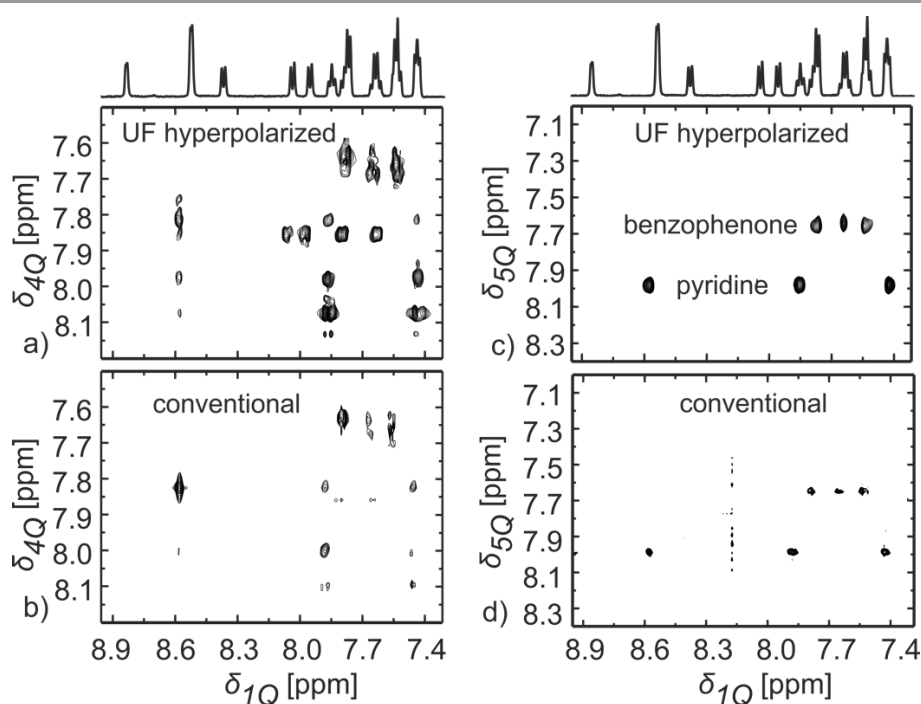 UF hyperpolarized
7.6
7.7
7.8
7.9
8.0
8.1
δ4Q [ppm]
a)
conventional
7.6
7.7
7.8
7.9
8.0
8.1
δ4Q [ppm]
b)
8.9 8.6 8.3 8.0 7.7 7.4
δ1Q [ppm]
UF hyperpolarized
7.1
7.3
7.5
7.7
7.9
8.1
8.3
δ5Q [ppm]
benzophenone
pyridine
c)
conventional
7.1
7.3
7.5
7.7
7.9
8.1
8.3
δ5Q [ppm]
d)
8.9 8.6 8.3 8.0 7.7 7.4
δ1Q [ppm]